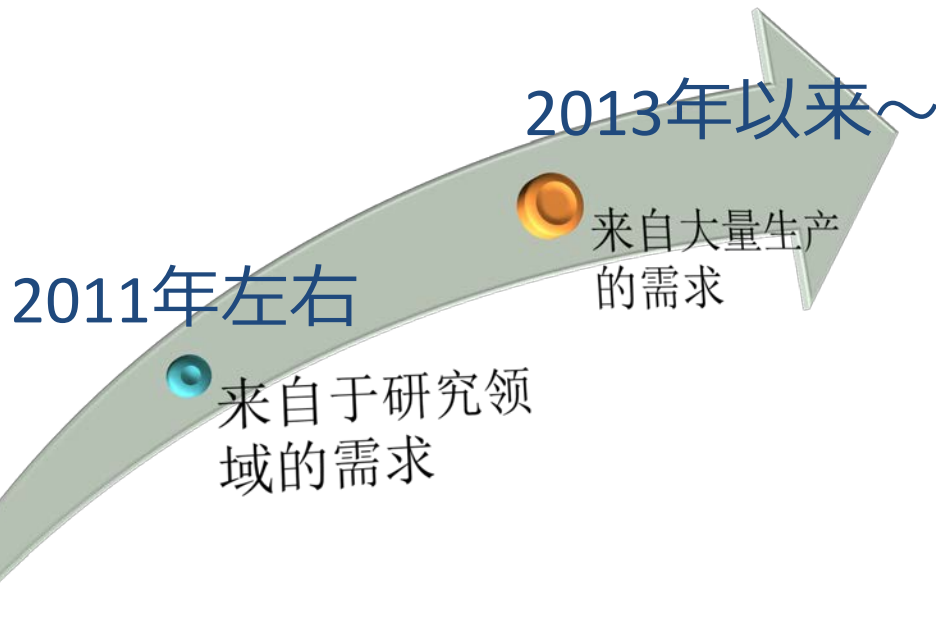 2013年以来～
来自大量生产
的需求
2011年左右
来自于研究领
域的需求